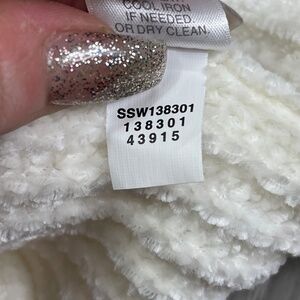 COOL IRON
IF NEEDED
OR DRY CLEAN
SSW138301
138301
43915